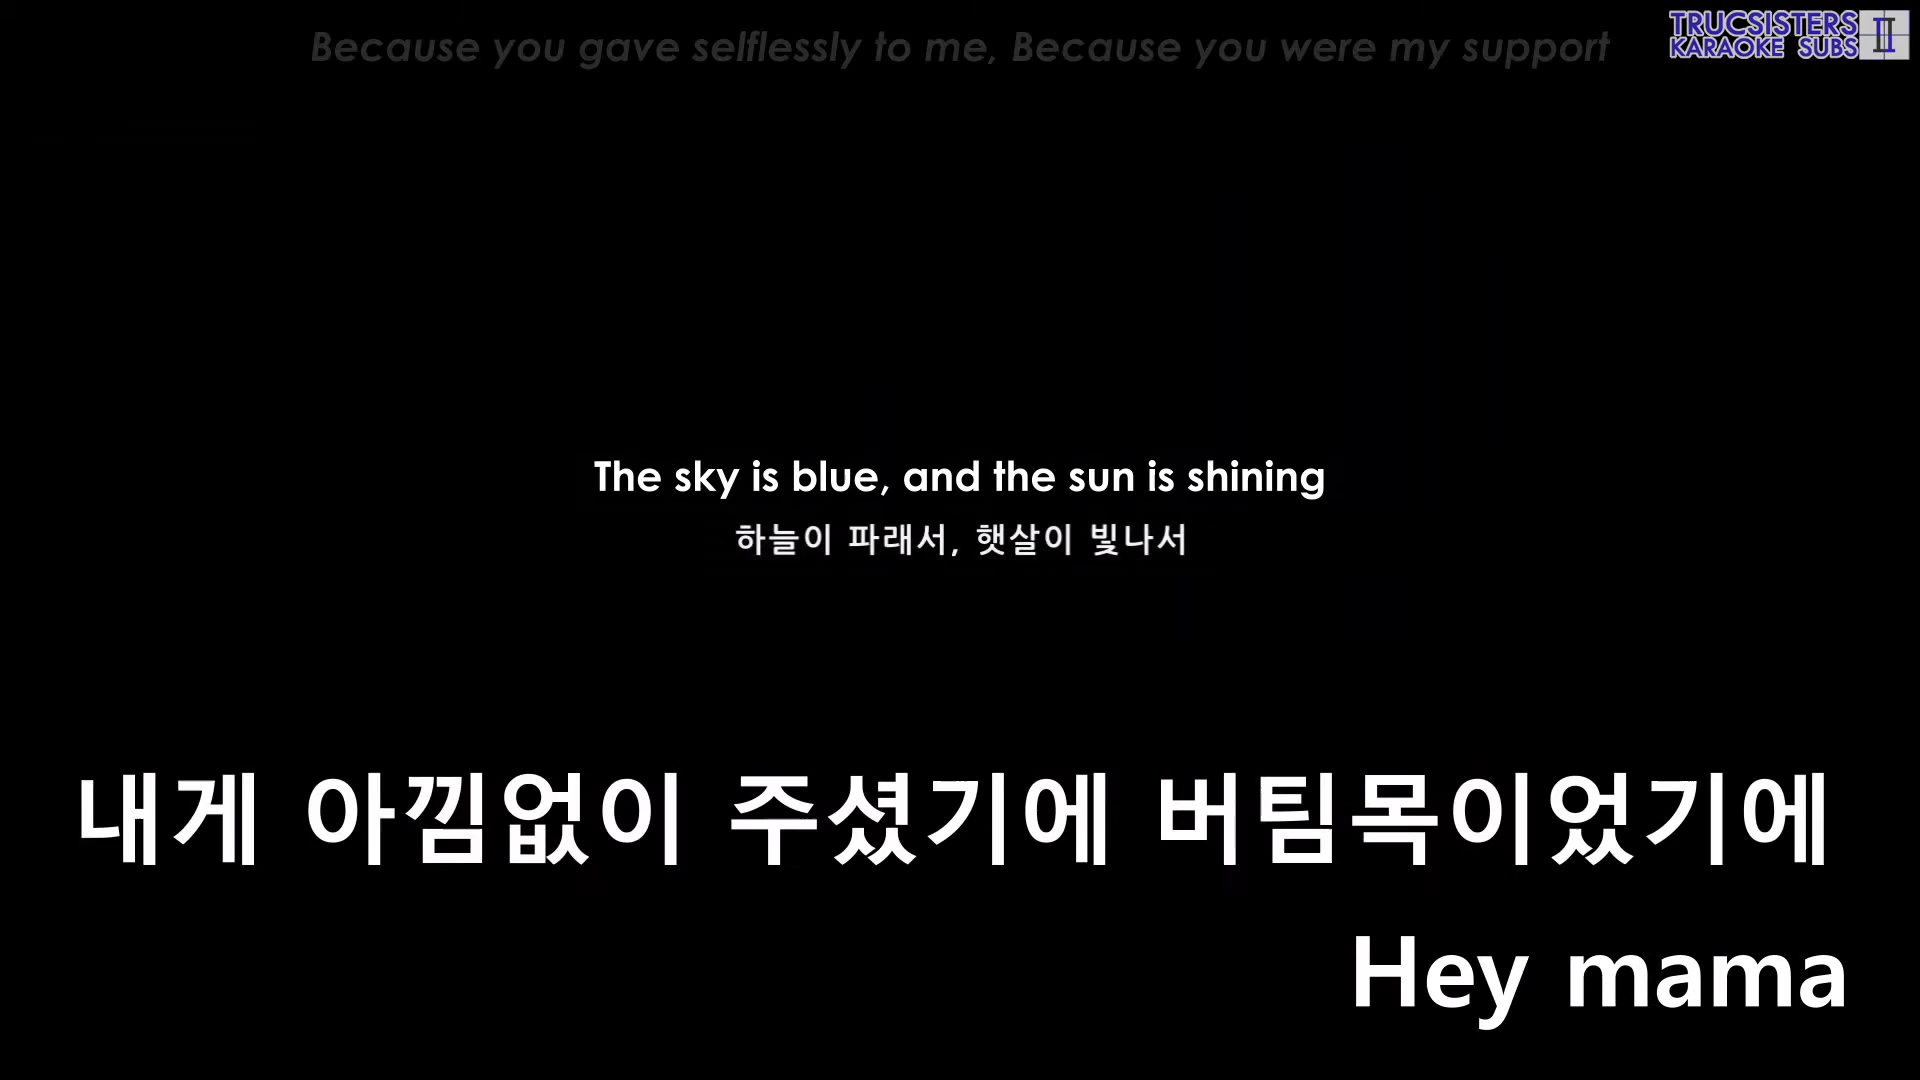 Because you gave selflessly to me, Because you were my support
TRUCSISTERS
KARAOKE SUBS II
The sky is blue, and the sun is shining
하늘이 파래서, 햇살이 빛나서
내게 아낌없이 주셨기에 버팀목이었기에
Hey mama